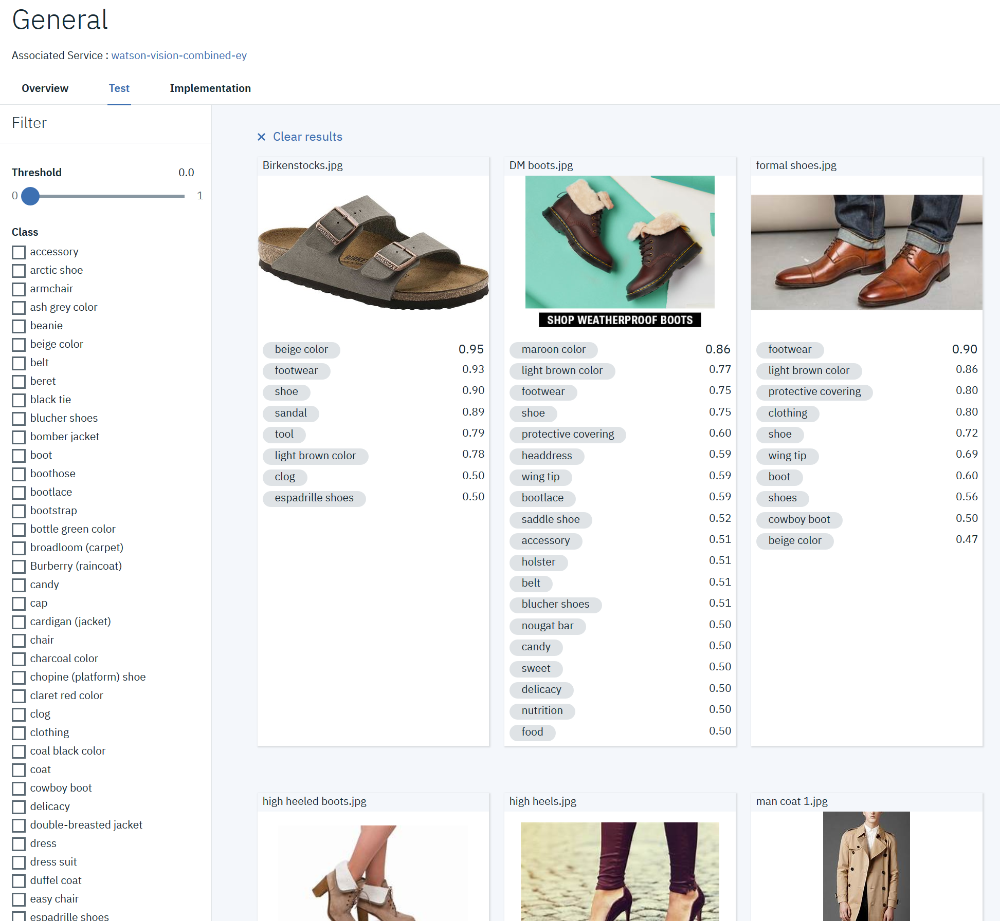 General
Associated Service : watson-vision-combined-ey
Overview Test Implementation
Filter
Threshold 0.0
0 1
Class
accessory
arctic shoe
armchair
ash grey color
beanie
beige color
belt
beret
black tie
blucher shoes
bomber jacket
boot
boothose
bootlace
bootstrap
bottle green color
broadloom (carpet)
Burberry (raincoat)
candy
cap
cardigan (jacket)
chair
charcoal color
chopine (platform) shoe
claret red color
clog
clothing
coal black color
coat
cowboy boot
delicacy
double-breasted jacket
dress
dress suit
duffel coat
easy chair
espadrille shoes
× Clear results
Birkenstocks.jpg
BIRKENSTOCK
BIRKENSTOCK
BIRKE
beige color 0.95
footwear 0.93
shoe 0.90
sandal 0.89
tool 0.79
light brown color 0.78
clog 0.50
espadrille shoes 0.50
DM boots.jpg
SHOP WEATHERPROOF BOOTS
maroon color 0.86
light brown color 0.77
footwear 0.75
shoe 0.75
protective covering 0.60
headdress 0.59
wing tip 0.59
bootlace 0.59
saddle shoe 0.52
accessory 0.51
holster 0.51
belt 0.51
blucher shoes 0.51
nougat bar 0.50
candy 0.50
sweet 0.50
delicacy 0.50
nutrition 0.50
food 0.50
formal shoes.jpg
footwear 0.90
light brown color 0.86
protective covering 0.80
clothing 0.80
shoe 0.72
wing tip 0.69
boot 0.60
shoes 0.56
cowboy boot 0.50
beige color 0.47
high heeled boots.jpg
high heels.jpg
man coat 1.jpg